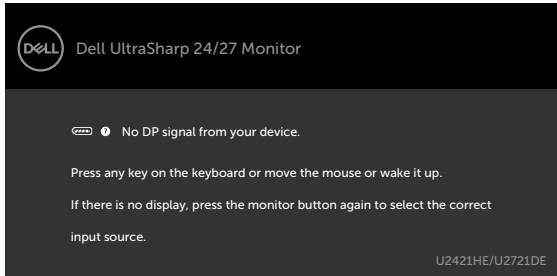 DELL
Dell UltraSharp 24/27 Monitor
No DP signal from your device.
Press any key on the keyboard or move the mouse or wake it up.
If there is no display, press the monitor button again to select the correct
input source.
U2421HE/U2721DE